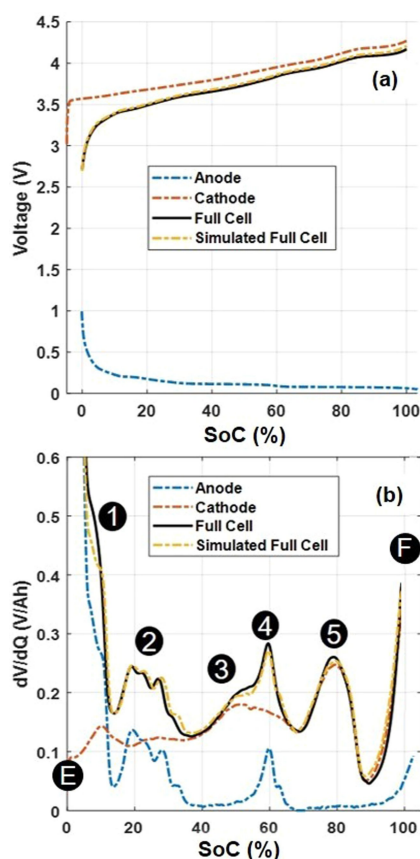 4.5
4
3.5
3
2.5
2
1.5
1
0.5
0
Voltage (V)
(a)
Anode
Cathode
Full Cell
Simulated Full Cell
0 20 40 60 80 100
SoC (%)
0.6
0.5
0.4
0.3
0.2
0.1
0
dV/dQ (V/Ah)
(b)
Anode
Cathode
Full Cell
Simulated Full Cell
1
F
2
3
4
5
E
0 20 40 60 80 100
SoC (%)